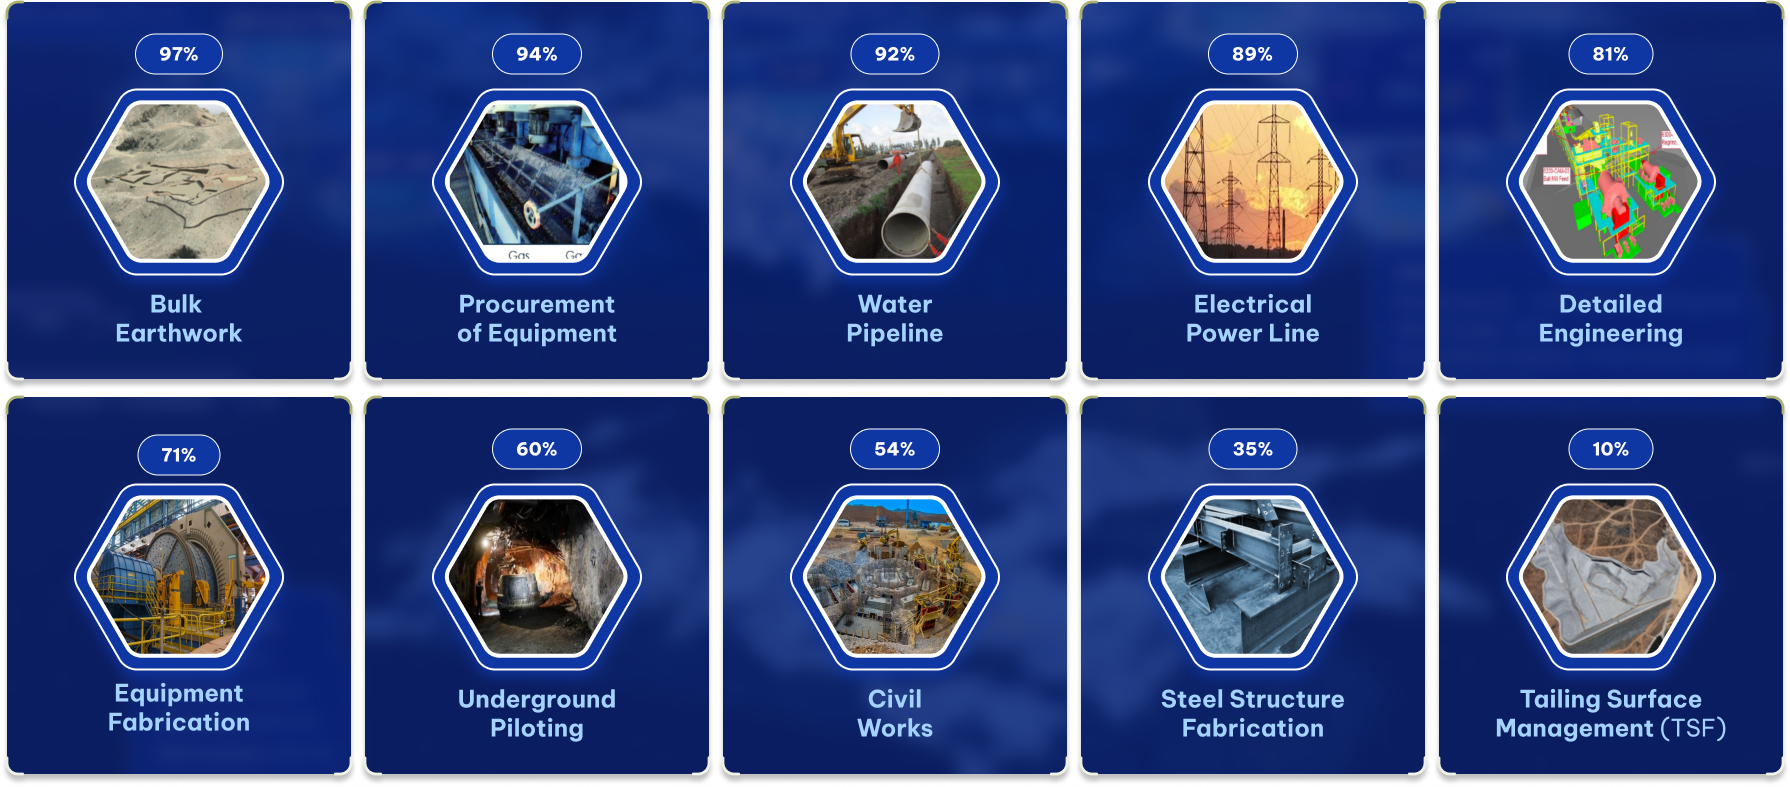 97%
Bulk
Earthwork
94%
Gas
Procurement
of Equipment
92%
Water
Pipeline
89%
Electrical
Power Line
81%
Detailed
Engineering
71%
Equipment
Fabrication
60%
Underground
Piloting
54%
Civil
Works
35%
Steel Structure
Fabrication
10%
Tailing Surface
Management (TSF)